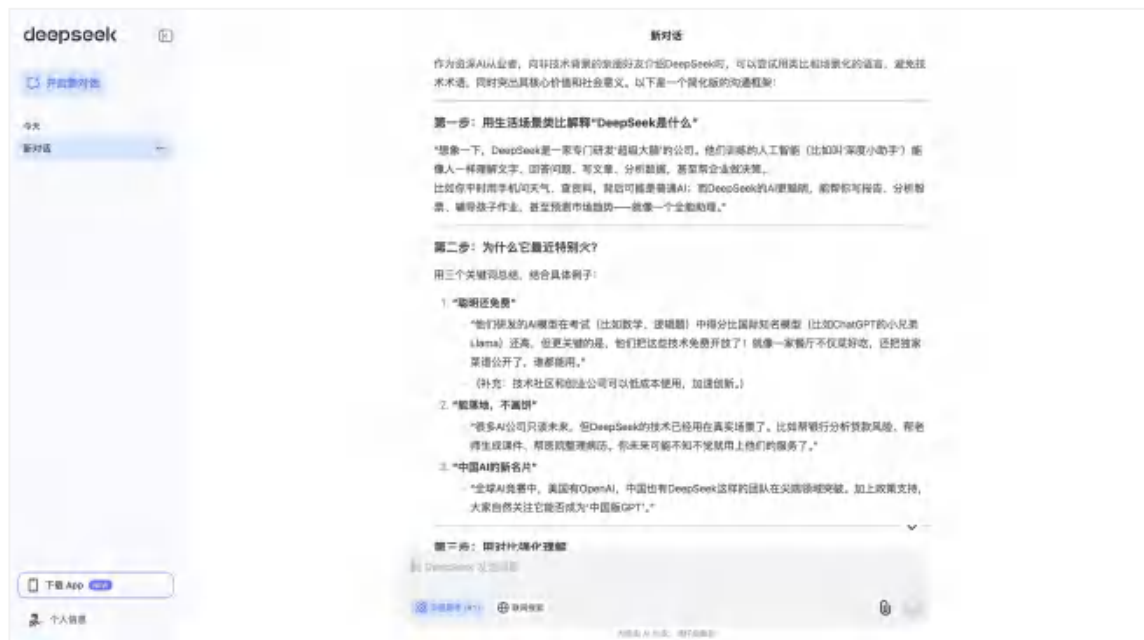 deepseek
开启新对话
今天
新对话
新对话
作为资深AI从业者，向非技术背景的亲朋好友介绍DeepSeek时，可以尝试用类比和场景化的语言，避免技
术术语，同时突出其核心价值和社会意义。以下是一个简化版的沟通框架：
第一步：用生活场景类比解释“DeepSeek是什么”
“想象一下，DeepSeek是一家专门研发‘超级大脑’的公司。他们训练的人工智能（比如叫‘深度小助手’）能
像人一样理解文字、回答问题、写文章、分析数据，甚至帮企业做决策。
比如你平时用手机问天气、查资料，背后可能是普通AI；而DeepSeek的AI更聪明，能帮你写报告、分析股
票、辅导孩子作业，甚至预测市场趋势——就像一个全能助理。”
第二步：为什么它最近特别火？
用三个关键词总结，结合具体例子：
1. “聪明还免费”
“他们研发的AI模型在考试（比如数学、逻辑题）中得分比国际知名模型（比如ChatGPT的小兄弟
Llama）还高，但更关键的是，他们把这些技术免费开放了！就像一家餐厅不仅菜好吃，还把独家
菜谱公开了，谁都能用。”
（补充：技术社区和创业公司可以低成本使用，加速创新。）
2. “能落地，不画饼”
“很多AI公司只谈未来，但DeepSeek的技术已经用在真实场景了。比如帮银行分析贷款风险、帮老
师生成课件、帮医院整理病历。你未来可能不知不觉就用上他们的服务了。”
3. “中国AI的新名片”
“全球AI竞赛中，美国有OpenAI，中国也有DeepSeek这样的团队在尖端领域突破。加上政策支持，
大家自然关注它能否成为‘中国版GPT’。”
第三步：用对比强化理解
给 DeepSeek 发送消息
深度思考 (R1)
联网搜索
下载 App NEW
个人信息